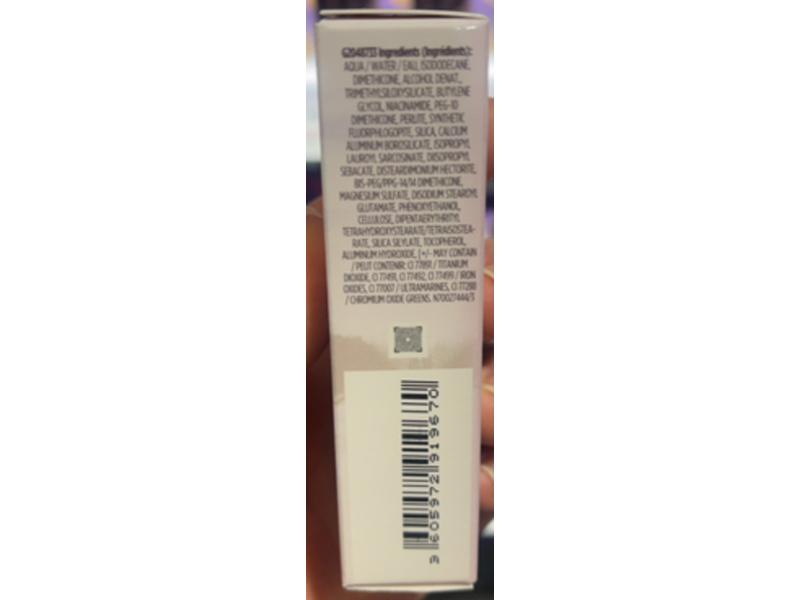 G2048733 Ingredients (Ingrédients):
AQUA / WATER / EAU, ISODODECANE,
DIMETHICONE, ALCOHOL DENAT.,
TRIMETHYLSILOXYSILICATE, BUTYLENE
GLYCOL, NIACINAMIDE, PEG-10
DIMETHICONE, PERLITE, SYNTHETIC
FLUORPHLOGOPITE, SILICA, CALCIUM
ALUMINUM BOROSILICATE, ISOPROPYL
LAUROYL SARCOSINATE, DIISOPROPYL
SEBACATE, DISTEARDIMONIUM HECTORITE,
BIS-PEG/PPG-14/14 DIMETHICONE,
MAGNESIUM SULFATE, DISODIUM STEAROYL
GLUTAMATE, PHENOXYETHANOL,
CELLULOSE, DIPENTAERYTHRITYL
TETRAHYDROXYSTEARATE/TETRAISOSTEA-
RATE, SILICA SILYLATE, TOCOPHEROL,
ALUMINUM HYDROXIDE, [+/- MAY CONTAIN
/ PEUT CONTENIR: CI 77891 / TITANIUM
DIOXIDE, CI 77491, CI 77492, CI 77499 / IRON
OXIDES, CI 77007 / ULTRAMARINES, CI 77288
/ CHROMIUM OXIDE GREENS. N70027444/3
3 605972 919670